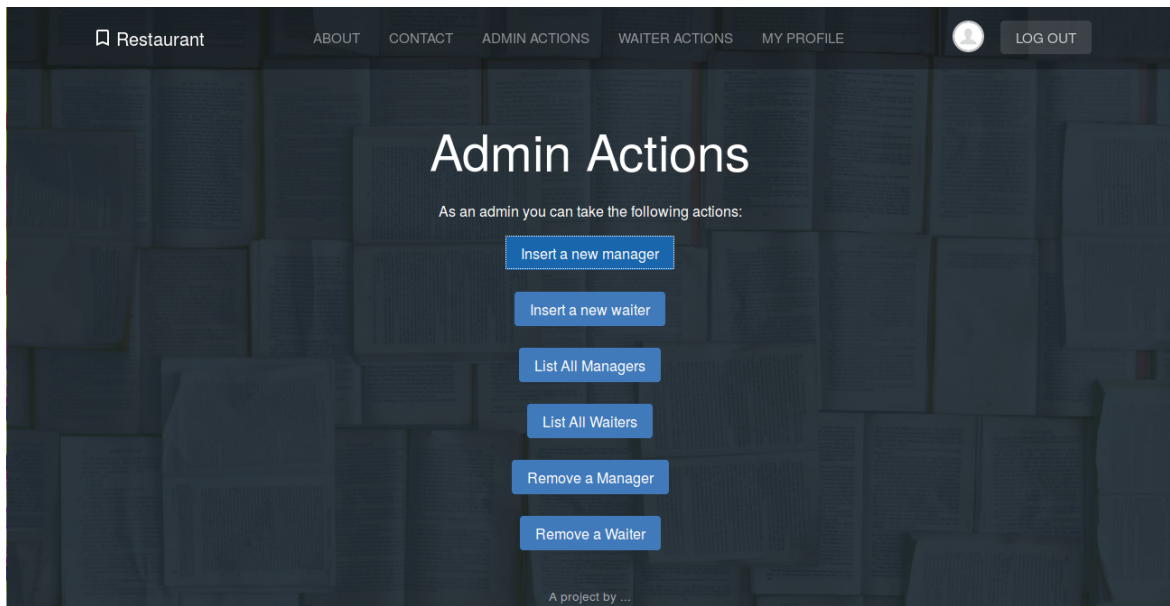 Restaurant
ABOUT CONTACT ADMIN ACTIONS WAITER ACTIONS MY PROFILE LOG OUT
Admin Actions
As an admin you can take the following actions:
Insert a new manager
Insert a new waiter
List All Managers
List All Waiters
Remove a Manager
Remove a Waiter
A project by ...